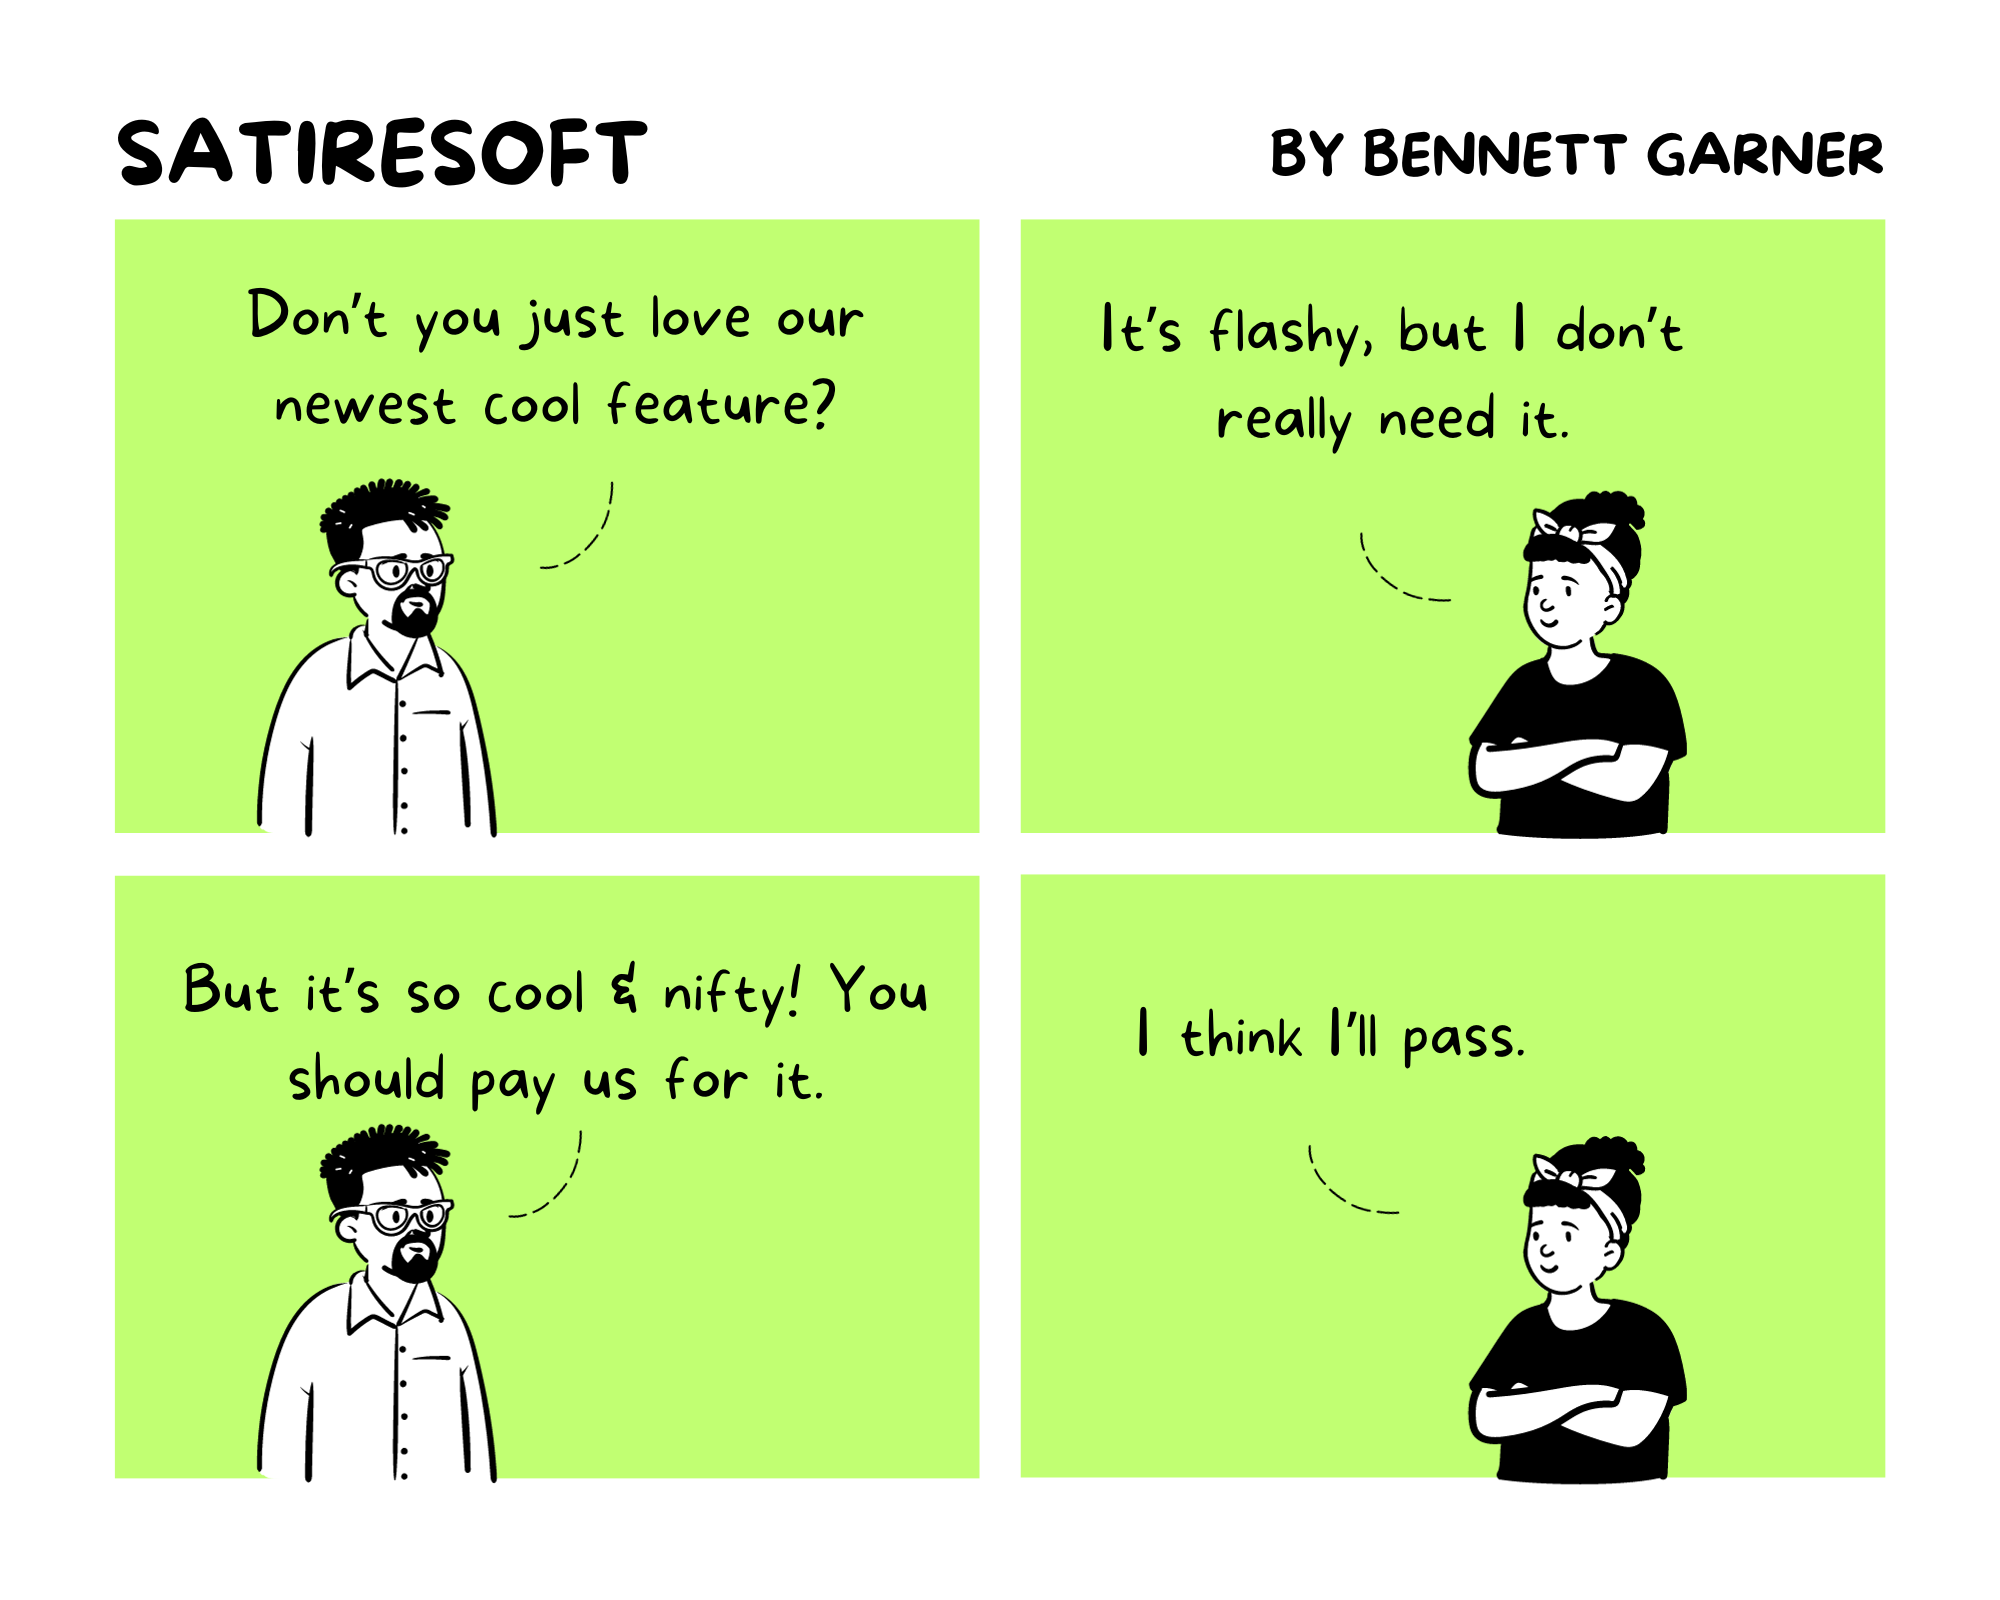 SATIRESOFT
BY BENNETT GARNER
Don't you just love our
newest cool feature?
It's flashy, but I don't
really need it.
But it's so cool & nifty! You
should pay us for it.
I think I'll pass.